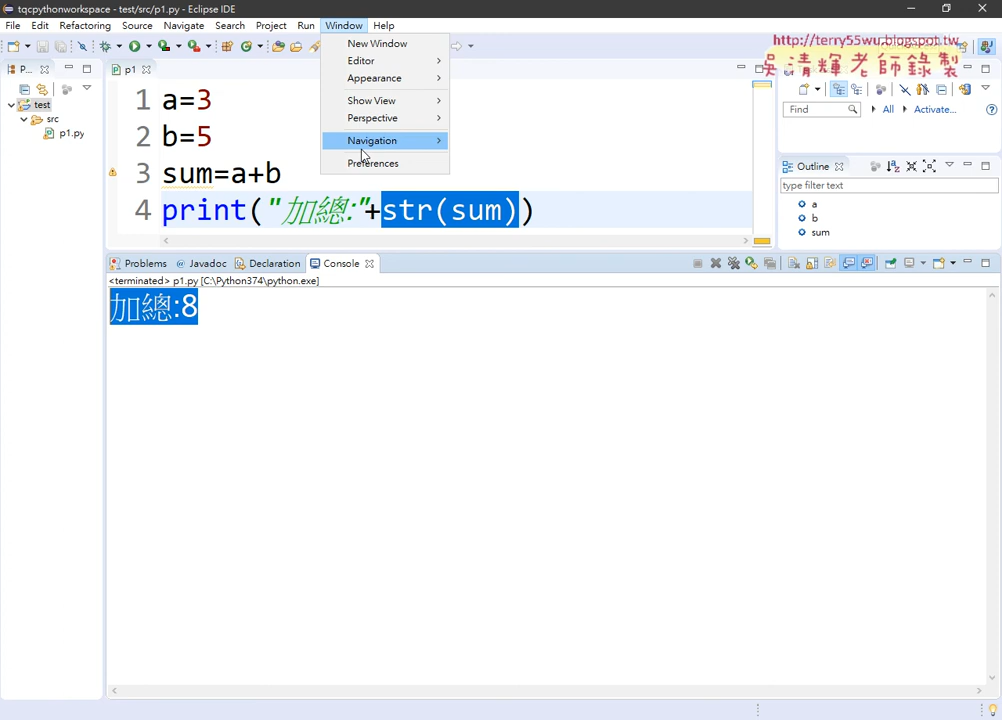 tqcpythonworkspace - test/src/p1.py - Eclipse IDE
File Edit Refactoring Source Navigate Search Project Run Window Help
New Window
Editor
Appearance
Show View
Perspective
Navigation
Preferences
http://terry55wu.blogspot.tw
吳清輝老師錄製
P...
test
src
p1.py
p1
1 a=3
2 b=5
3 sum=a+b
4 print("加總:"+str(sum))
Find
All
Activate...
Outline
type filter text
a
b
sum
Problems
Javadoc
Declaration
Console
<terminated> p1.py [C:\Python374\python.exe]
加總:8